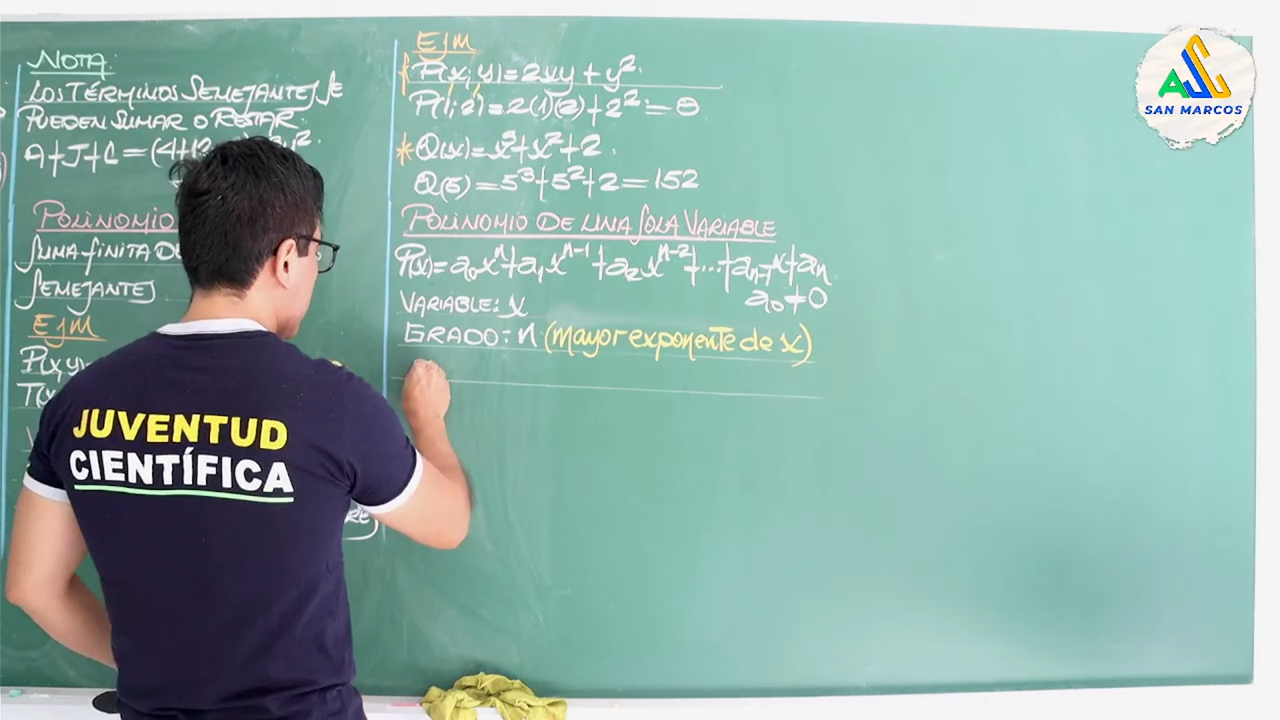 NOTA:
LOS TÉRMINOS SEMEJANTES SE
PUEDEN SUMAR O RESTAR.
A+J+C=(4+12
POLINOMIO
SUMA FINITA DE
SEMEJANTES
EJM
P(x,y)
T(x
EJM
* P(x;y)=2xy+y².
P(1;2)=2(1)(2)+2²=8
* Q(x)=x³+x²+2.
Q(5)=5³+5²+2=152
POLINOMIO DE UNA SOLA VARIABLE
P(x)=a₀xⁿ+a₁xⁿ⁻¹+a₂xⁿ⁻²+...+aₙ₋₁x+aₙ
a₀≠0
VARIABLE: x
GRADO: n (mayor exponente de x)
JUVENTUD
CIENTÍFICA
SAN MARCOS